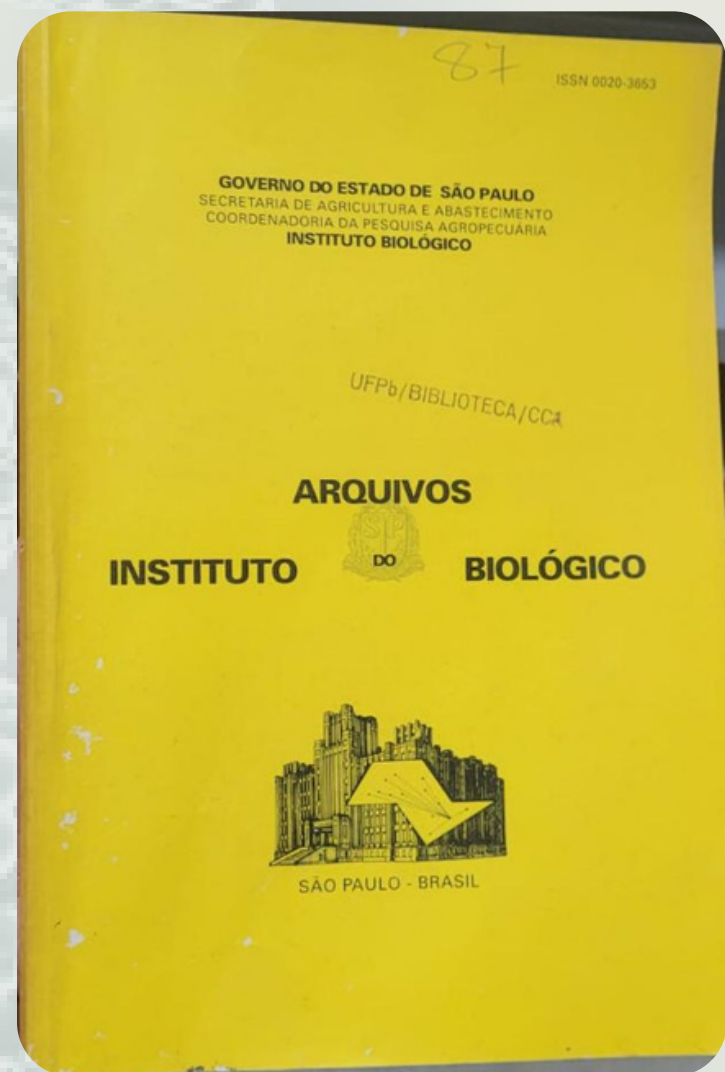 87
ISSN 0020-3653
GOVERNO DO ESTADO DE SÃO PAULO
SECRETARIA DE AGRICULTURA E ABASTECIMENTO
COORDENADORIA DA PESQUISA AGROPECUÁRIA
INSTITUTO BIOLÓGICO
UFPb/BIBLIOTECA/CCA
ARQUIVOS
INSTITUTO DO BIOLÓGICO
SÃO PAULO - BRASIL